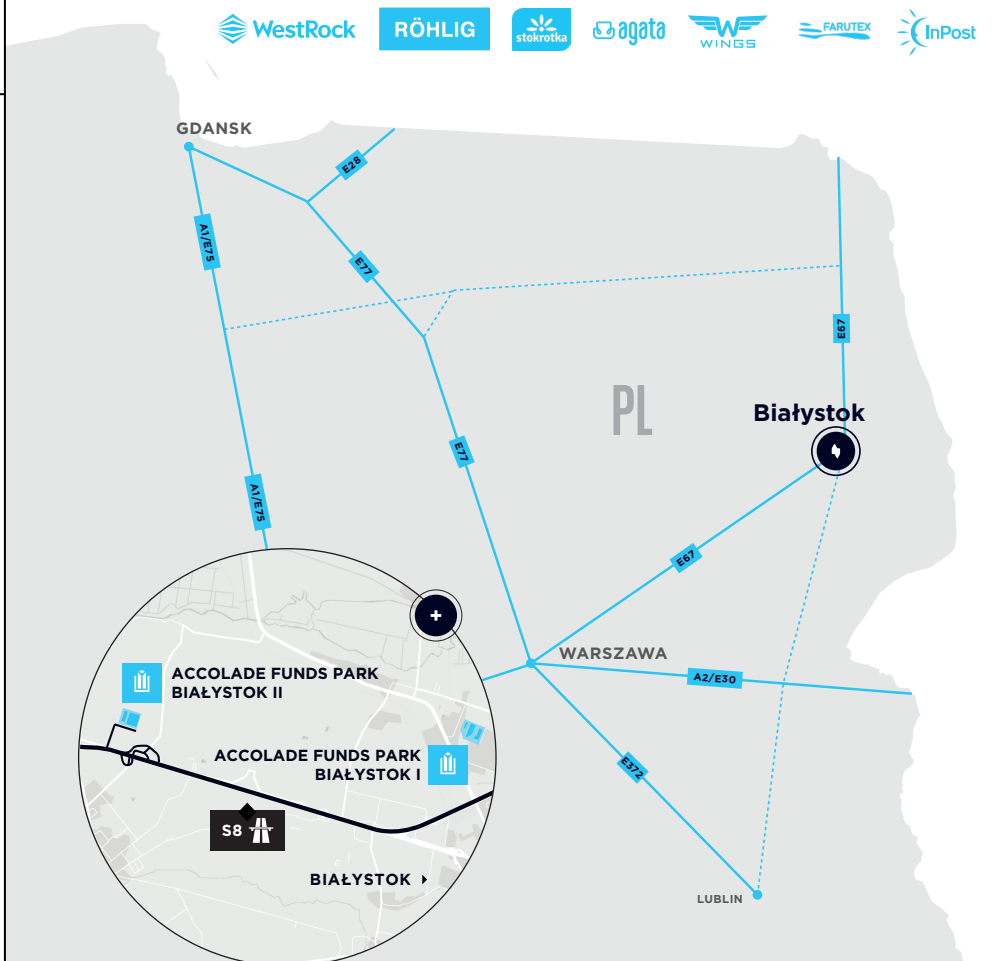 WestRock
RÖHLIG
stokrotka
agata
WINGS
FARUTEX
InPost
GDANSK
E28
A1/E75
E77
E67
PL
Białystok
E77
A1/E75
E67
+
WARSZAWA
ACCOLADE FUNDS PARK
BIAŁYSTOK II
A2/E30
ACCOLADE FUNDS PARK
BIAŁYSTOK I
E372
S8
BIAŁYSTOK
LUBLIN